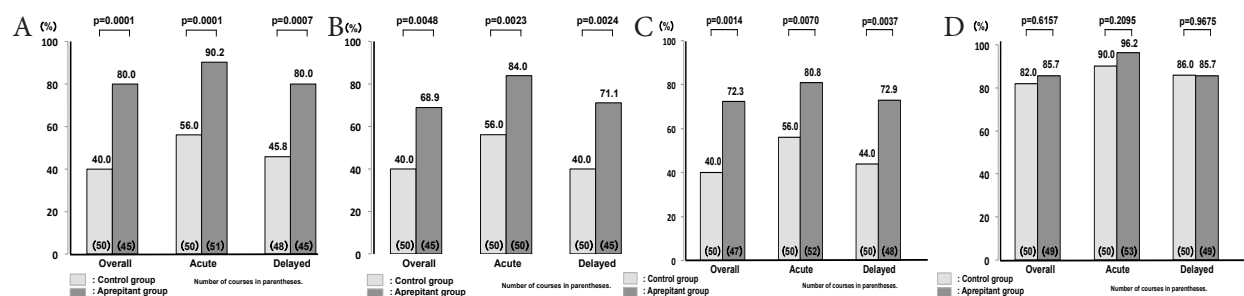 A
(%)
p=0.0001 p=0.0001 p=0.0007
100
80
60
40
20
0
40.0 80.0 56.0 90.2 45.8 80.0
(50) (45) (50) (51) (48) (45)
Overall Acute Delayed
: Control group
: Aprepitant group
Number of courses in parentheses.
B
(%)
p=0.0048 p=0.0023 p=0.0024
100
80
60
40
20
0
40.0 68.9 56.0 84.0 40.0 71.1
(50) (45) (50) (50) (50) (45)
Overall Acute Delayed
: Control group
: Aprepitant group
Number of courses in parentheses.
C
(%)
p=0.0014 p=0.0070 p=0.0037
100
80
60
40
20
0
40.0 72.3 56.0 80.8 44.0 72.9
(50) (47) (50) (52) (50) (48)
Overall Acute Delayed
: Control group
: Aprepitant group
Number of courses in parentheses.
D
(%)
p=0.6157 p=0.2095 p=0.9675
100
80
60
40
20
0
82.0 85.7 90.0 96.2 86.0 85.7
(50) (49) (50) (53) (50) (49)
Overall Acute Delayed
: Control group
: Aprepitant group
Number of courses in parentheses.